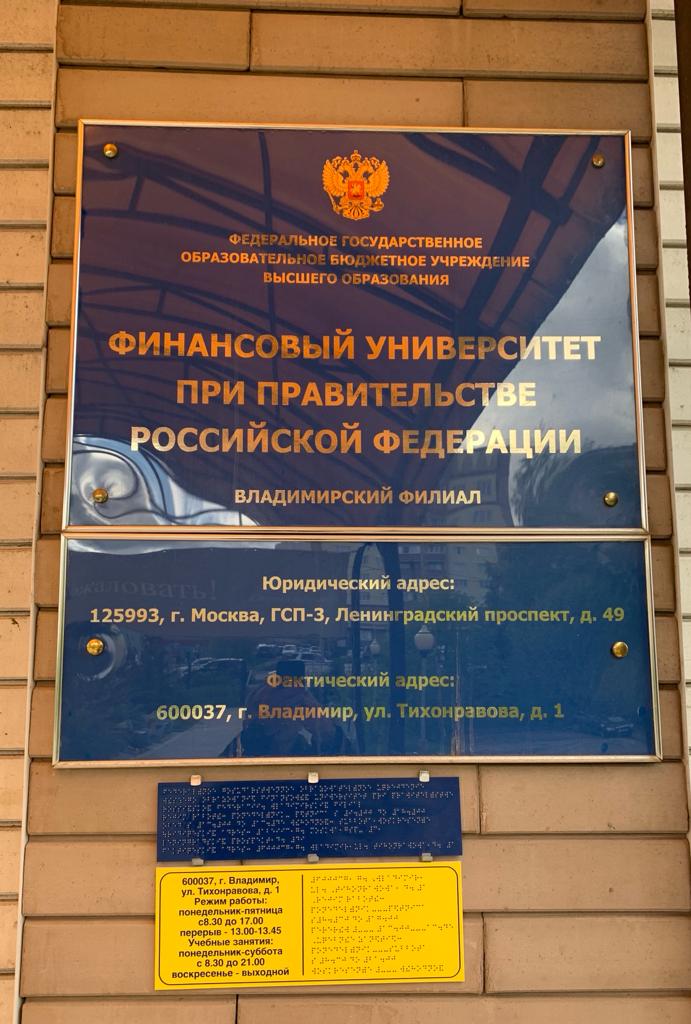 ФЕДЕРАЛЬНОЕ ГОСУДАРСТВЕННОЕ
ОБРАЗОВАТЕЛЬНОЕ БЮДЖЕТНОЕ УЧРЕЖДЕНИЕ
ВЫСШЕГО ОБРАЗОВАНИЯ
ФИНАНСОВЫЙ УНИВЕРСИТЕТ
ПРИ ПРАВИТЕЛЬСТВЕ
РОССИЙСКОЙ ФЕДЕРАЦИИ
ВЛАДИМИРСКИЙ ФИЛИАЛ
Юридический адрес:
125993, г. Москва, ГСП-3, Ленинградский проспект, д. 49
Фактический адрес:
600037, г. Владимир, ул. Тихонравова, д. 1
600037, г. Владимир,
ул. Тихонравова, д. 1
Режим работы:
понедельник-пятница
с8.30 до 17.00
перерыв - 13.00-13.45
Учебные занятия:
понедельник-суббота
с 8.30 до 21.00
воскресенье - выходной